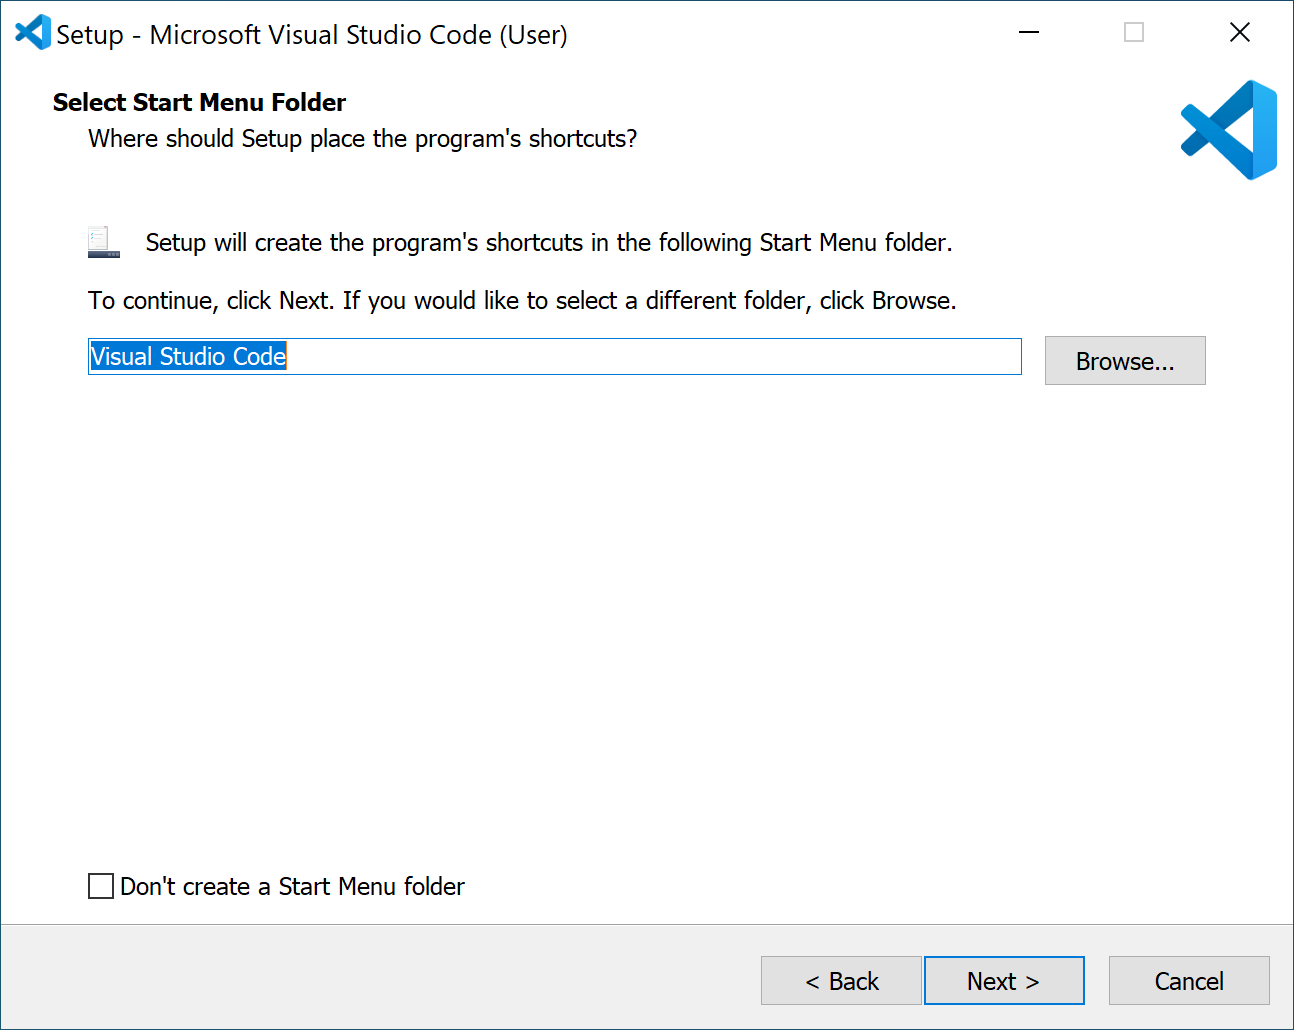 Setup - Microsoft Visual Studio Code (User)
Select Start Menu Folder
Where should Setup place the program's shortcuts?
Setup will create the program's shortcuts in the following Start Menu folder.
To continue, click Next. If you would like to select a different folder, click Browse.
Visual Studio Code
Browse...
Don't create a Start Menu folder
< Back
Next >
Cancel